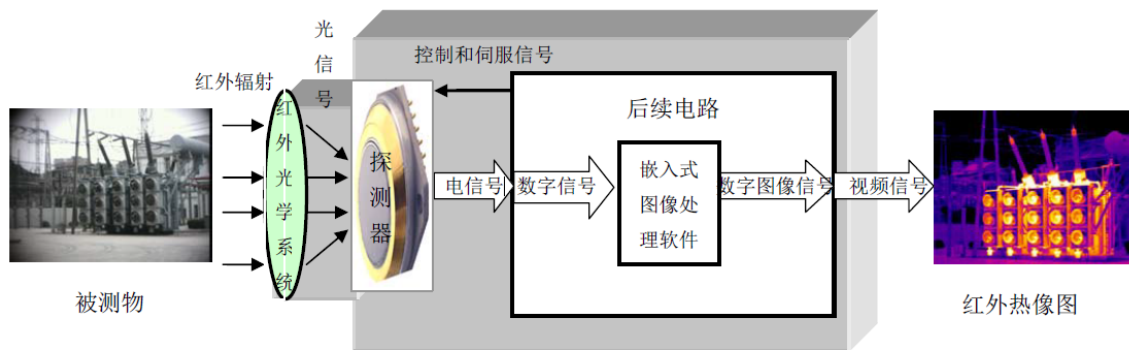 光信号
控制和伺服信号
红外辐射
红外光学系统
探测器
后续电路
电信号
数字信号
嵌入式
图像处
理软件
数字图像信号
视频信号
被测物
红外热像图